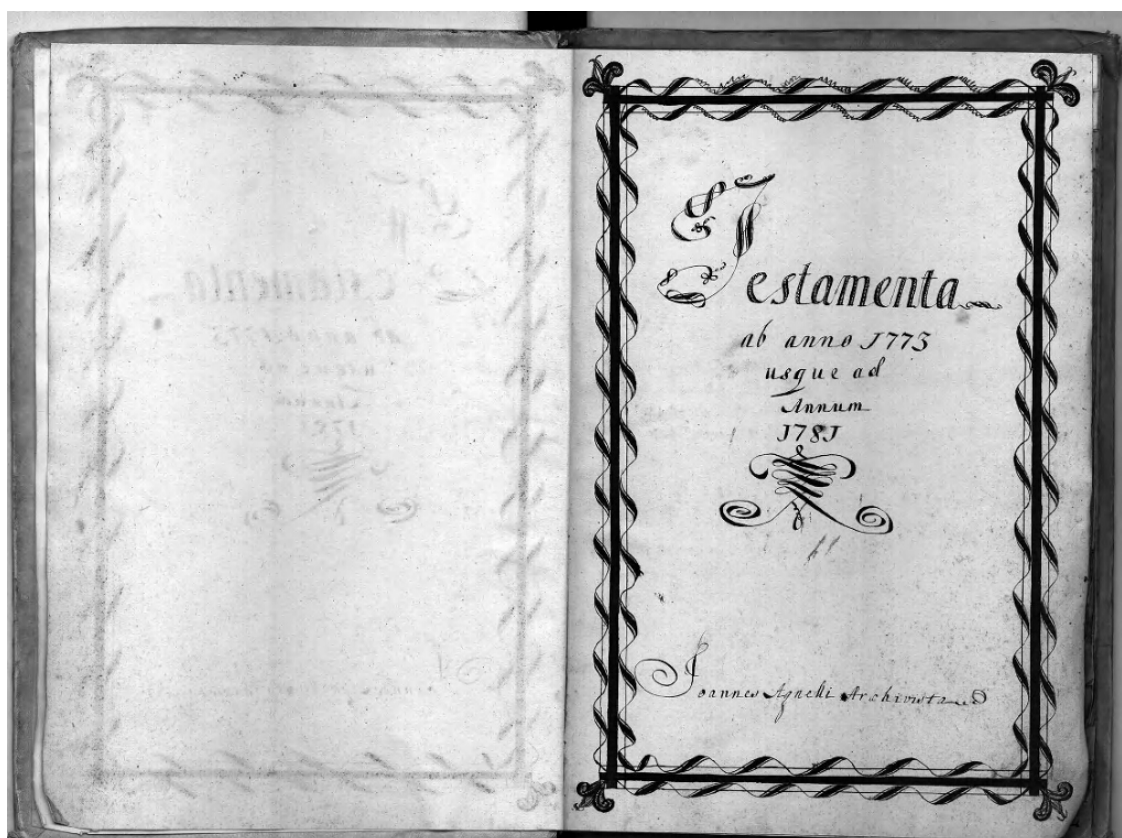 Testamenta
ab anno 1773
usque ad
Annum
1781
Joannes Agnelli Archivista